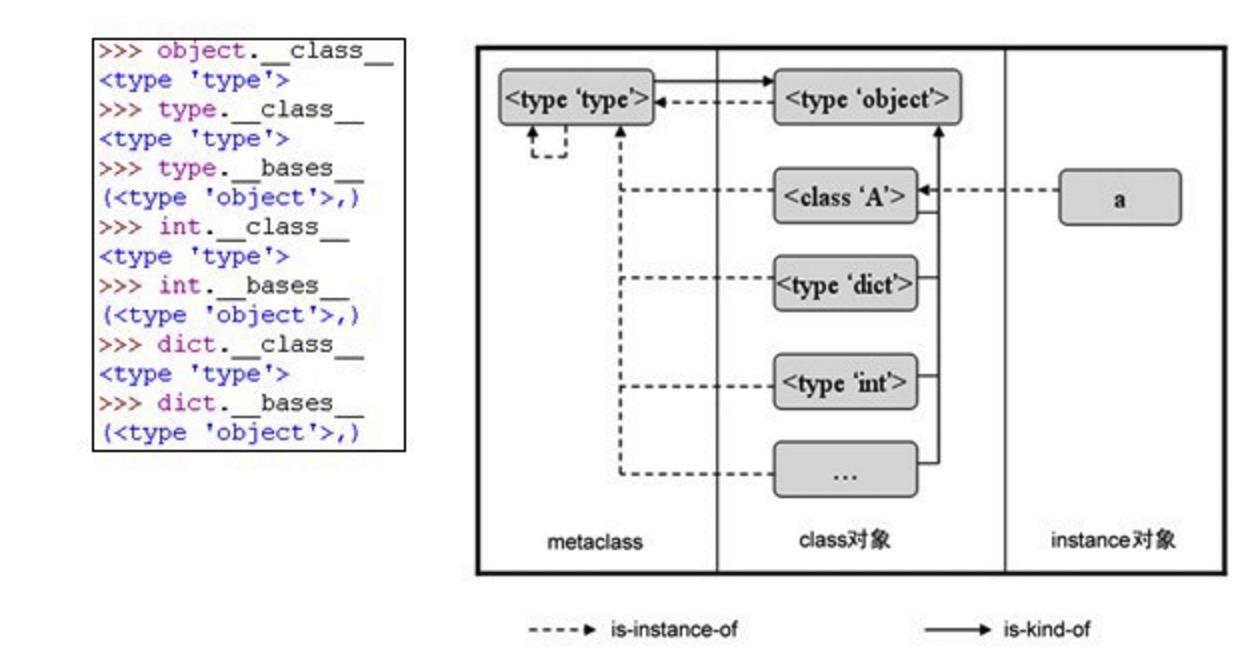 >>> object.__class__
<type 'type'>
>>> type.__class__
<type 'type'>
>>> type.__bases__
(<type 'object'>,)
>>> int.__class__
<type 'type'>
>>> int.__bases__
(<type 'object'>,)
>>> dict.__class__
<type 'type'>
>>> dict.__bases__
(<type 'object'>,)
<type ‘type’>
<type ‘object’>
<class ‘A’>
a
<type ‘dict’>
<type ‘int’>
...
metaclass
class对象
instance对象
is-instance-of
is-kind-of